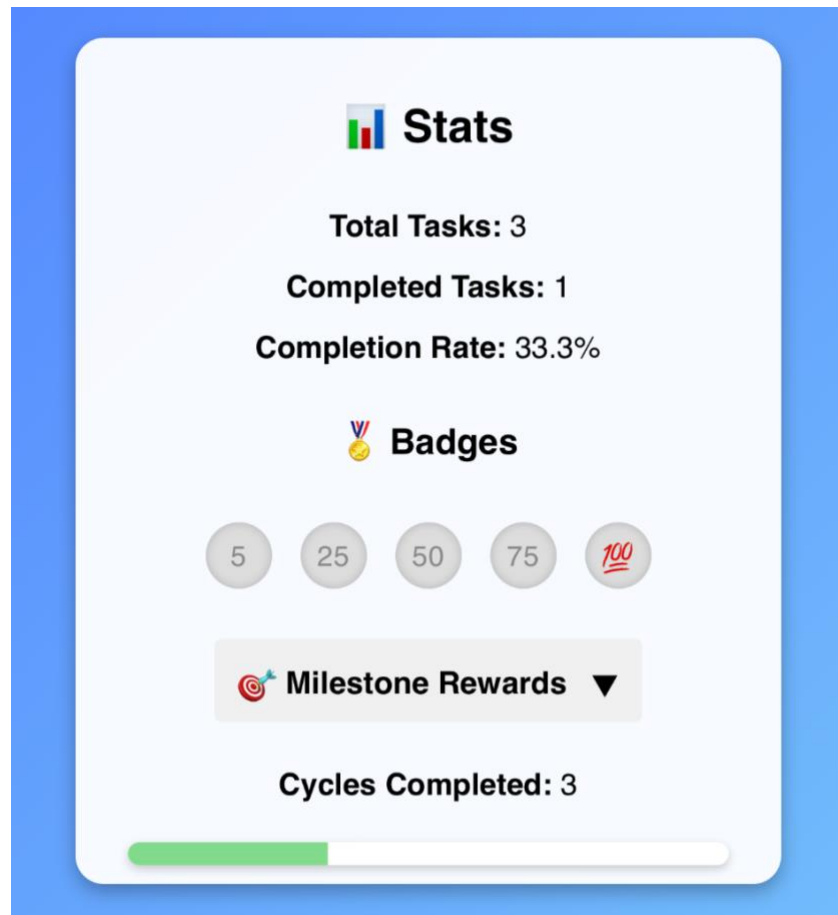 📊 Stats
Total Tasks: 3
Completed Tasks: 1
Completion Rate: 33.3%
🏅 Badges
5 25 50 75 💯
🎯 Milestone Rewards ▼
Cycles Completed: 3